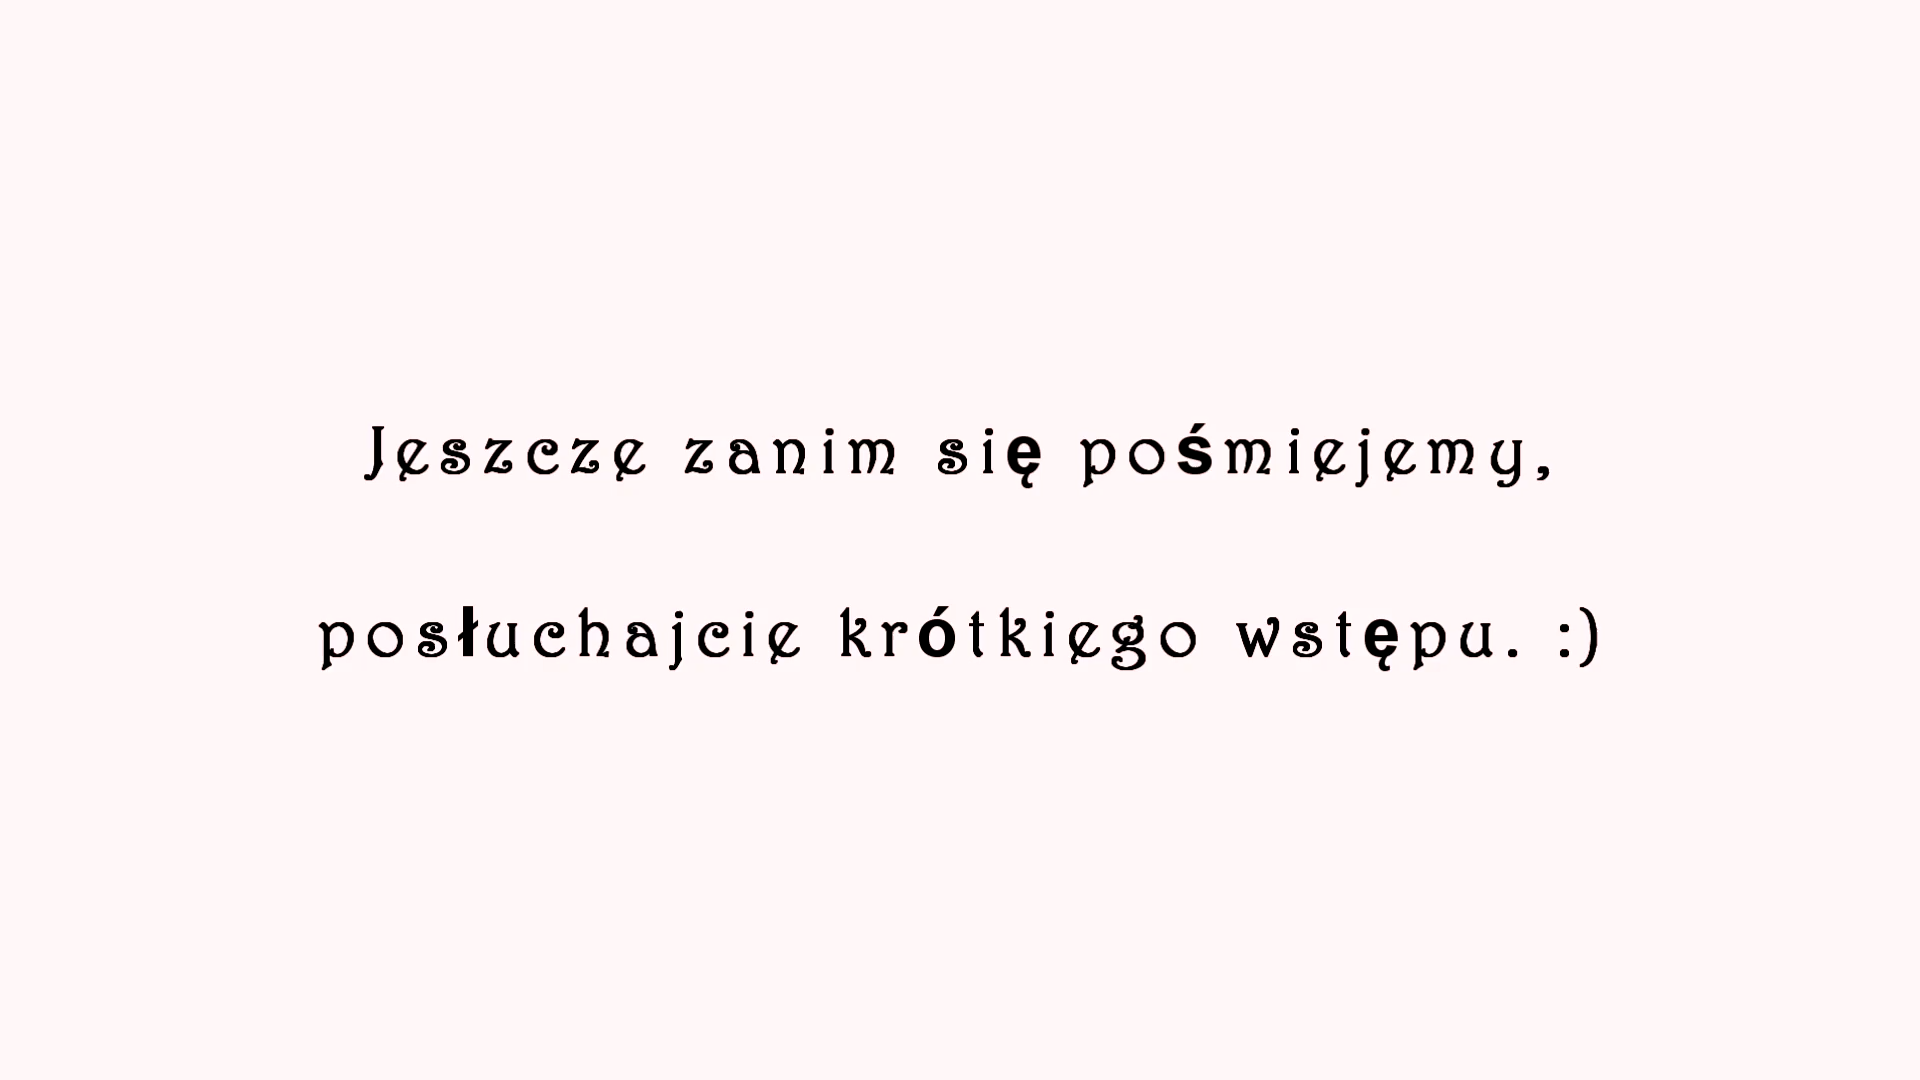 Jeszcze zanim się pośmiejemy,
posłuchajcie krótkiego wstępu. :)